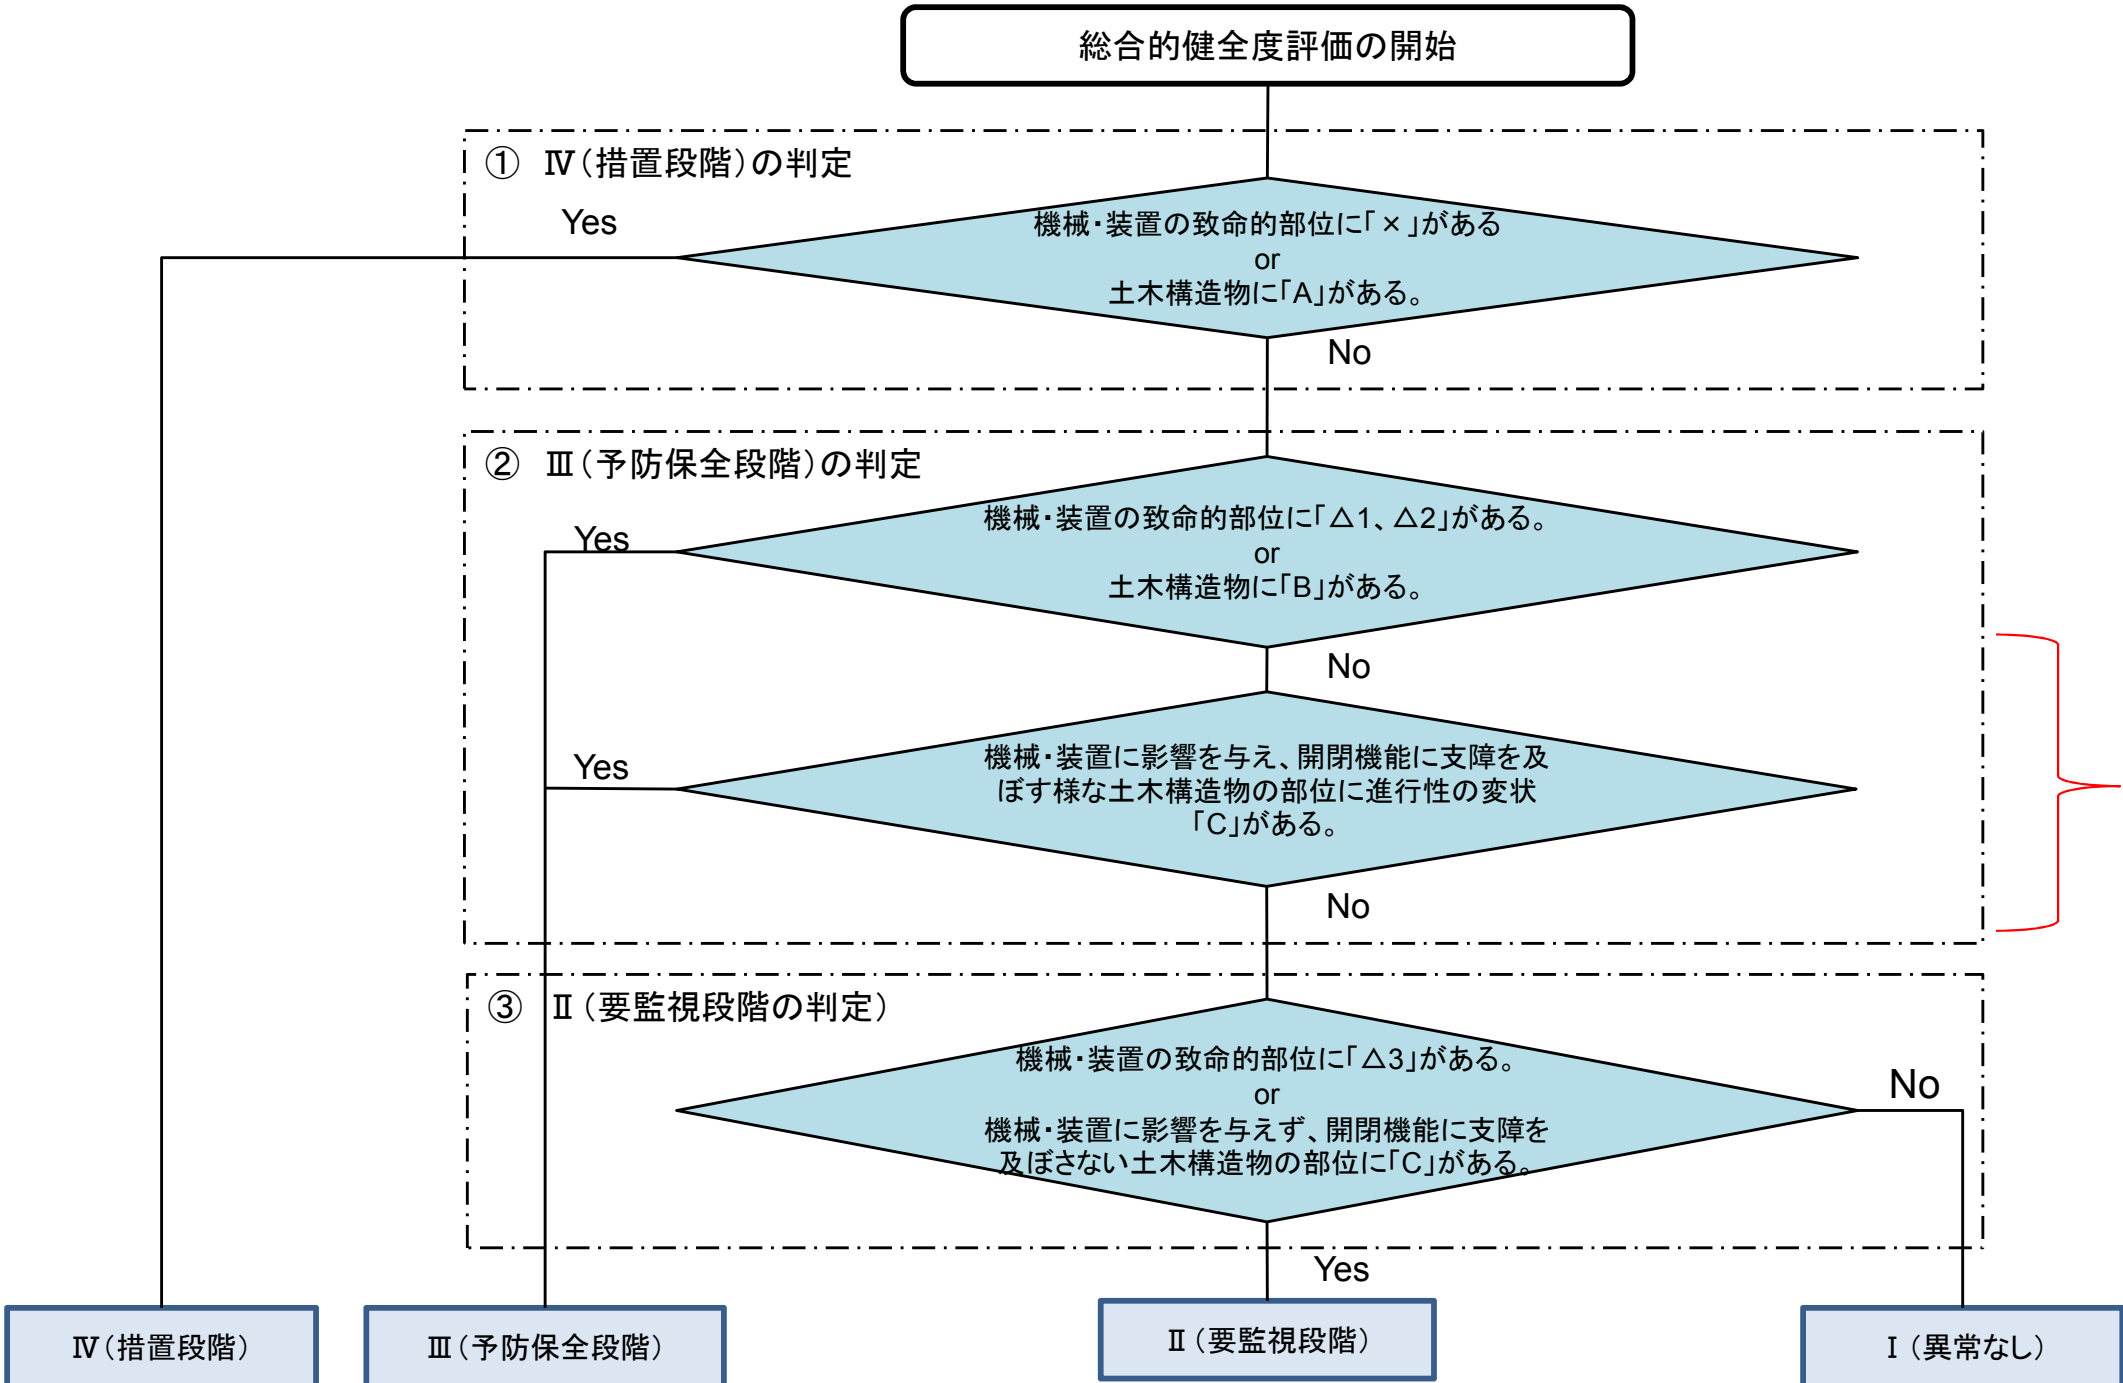 総合的健全度評価の開始
① Ⅳ(措置段階)の判定
Yes
機械・装置の致命的部位に「×」がある
or
土木構造物に「A」がある。
No
② Ⅲ(予防保全段階)の判定
機械・装置の致命的部位に「△1、△2」がある。
Yes
or
土木構造物に「B」がある。
No
機械・装置に影響を与え、開閉機能に支障を及
Yes
ぼす様な土木構造物の部位に進行性の変状
「C」がある。
No
③ Ⅱ(要監視段階の判定)
機械・装置の致命的部位に「△3」がある。
or
No
機械・装置に影響を与えず、開閉機能に支障を
及ぼさない土木構造物の部位に「C」がある。
Yes
Ⅳ(措置段階)
Ⅲ(予防保全段階)
Ⅱ(要監視段階)
Ⅰ(異常なし)